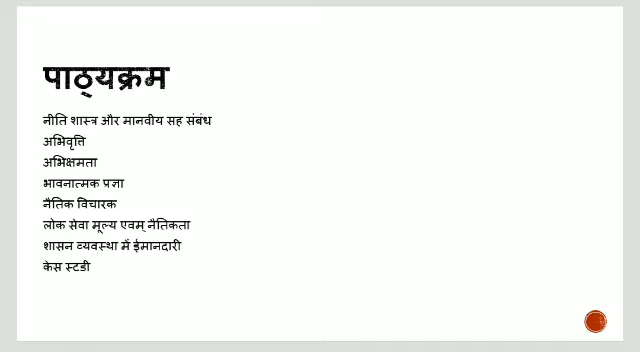 पाठ्यक्रम
नीति शास्त्र और मानवीय सह संबंध
अभिवृत्ति
अभिक्षमता
भावनात्मक प्रज्ञा
नैतिक विचारक
लोक सेवा मूल्य एवम् नैतिकता
शासन व्यवस्था में ईमानदारी
केस स्टडी